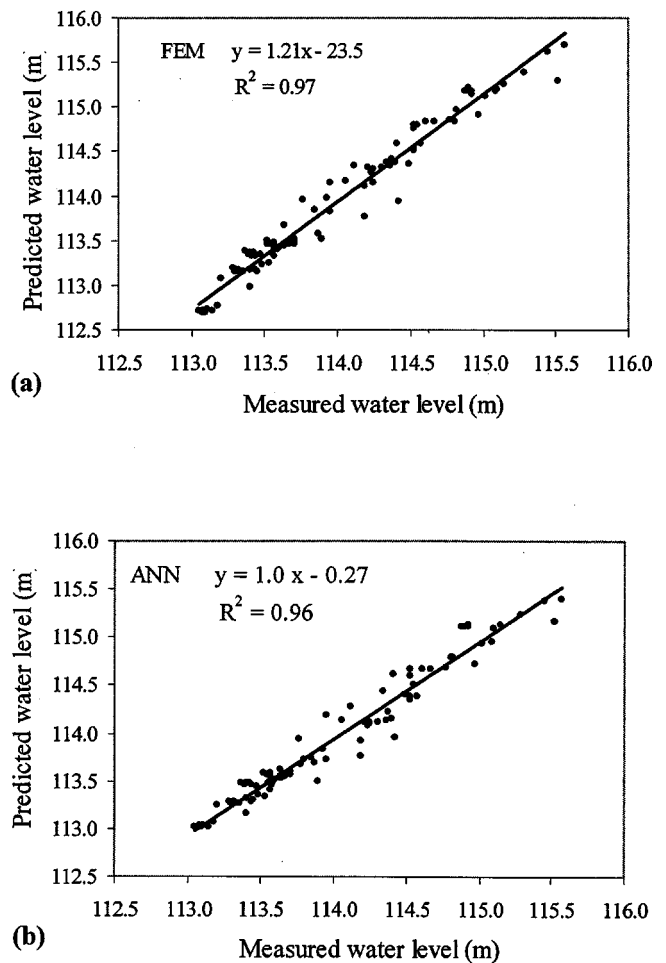 116.0
115.5
115.0
114.5
114.0
113.5
113.0
112.5
Predicted water level (m
FEM y = 1.21x - 23.5
R² = 0.97
112.5 113.0 113.5 114.0 114.5 115.0 115.5 116.0
(a)
Measured water level (m)
116.0
115.5
115.0
114.5
114.0
113.5
113.0
112.5
Predicted water level (m
ANN y = 1.0 x - 0.27
R² = 0.96
112.5 113.0 113.5 114.0 114.5 115.0 115.5 116.0
(b)
Measured water level (m)